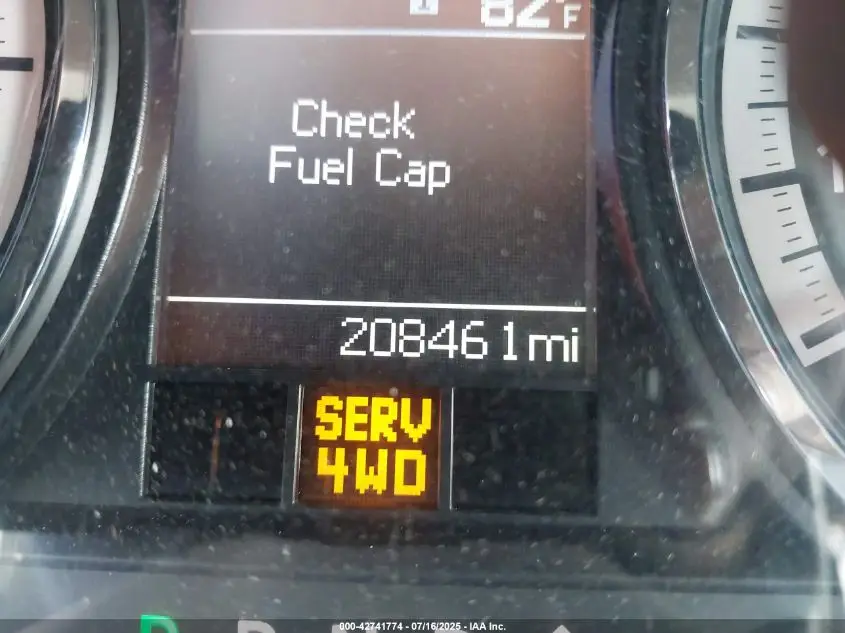 82°F
Check
Fuel Cap
208461mi
SERV
4WD
P
000-42741774 - 07/16/2025 - IAA Inc.